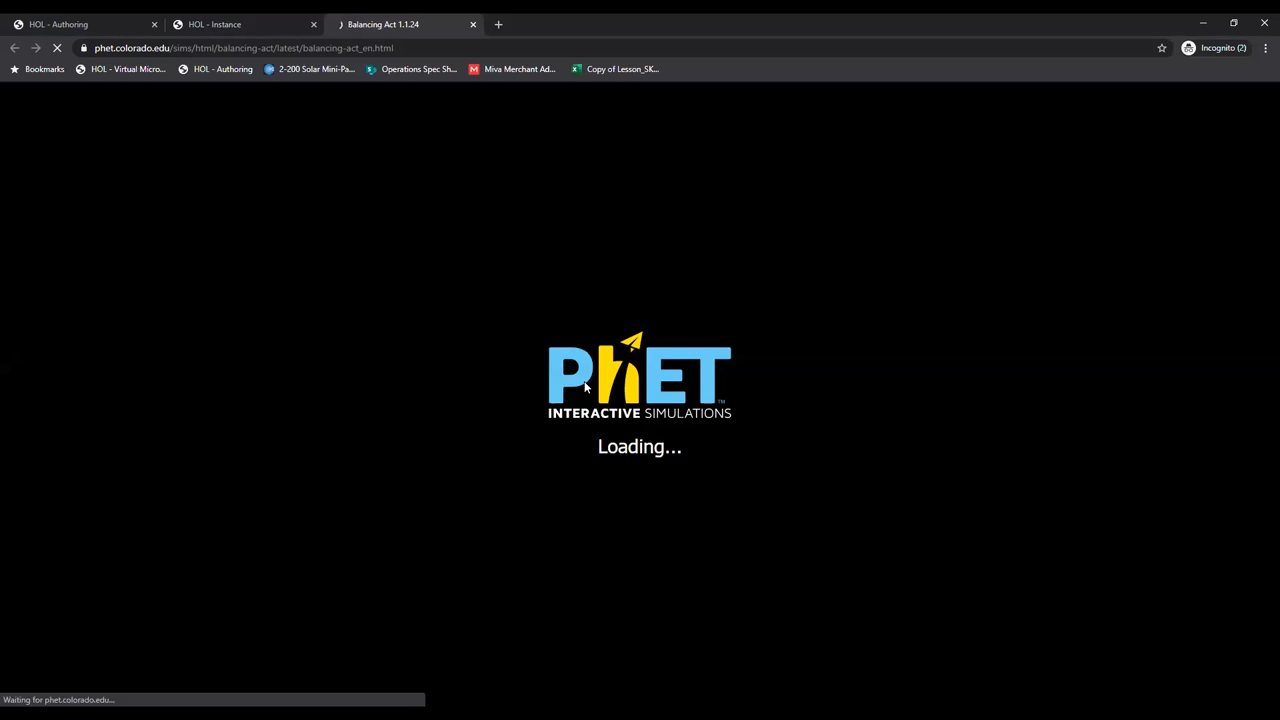 HOL - Authoring
HOL - Instance
Balancing Act 1.1.24
phet.colorado.edu/sims/html/balancing-act/latest/balancing-act_en.html
Incognito (2)
Bookmarks
HOL - Virtual Micro...
HOL - Authoring
2-200 Solar Mini-Pa...
Operations Spec Sh...
Miva Merchant Ad...
Copy of Lesson_SK...
PhET
TM
INTERACTIVE SIMULATIONS
Loading...
Waiting for phet.colorado.edu...